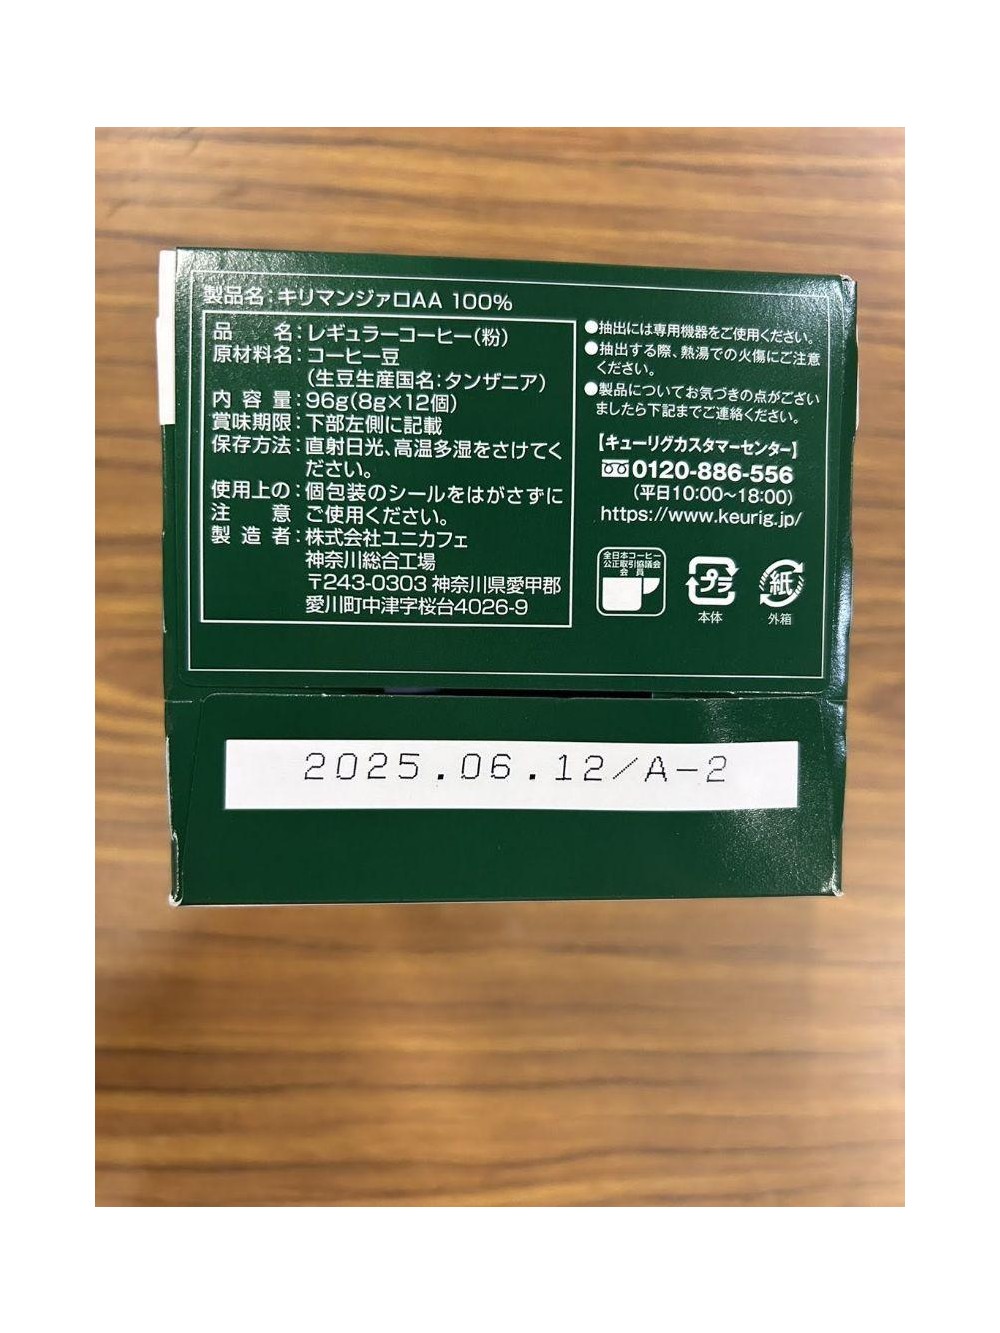 製品名:キリマンジァロAA 100%
品名:レギュラーコーヒー(粉)
原材料名:コーヒー豆
(生豆生産国名:タンザニア)
内容量:96g(8g×12個)
賞味期限:下部左側に記載
保存方法:直射日光、高温多湿をさけてく
ださい。
使用上の:個包装のシールをはがさずに
注意 ご使用ください。
製造者:株式会社ユニカフェ
神奈川総合工場
〒243-0303 神奈川県愛甲郡
愛川町中津字桜台4026-9
●抽出には専用機器をご使用ください。
●抽出する際、熱湯での火傷にご注意
ください。
●製品についてお気づきの点がござい
ましたら下記までご連絡ください。
【キューリグカスタマーセンター】
0120-886-556
(平日10:00~18:00)
https://www.keurig.jp/
全日本コーヒー
公正取引協議会
会員
プラ
本体
紙
外箱
2025.06.12/A-2